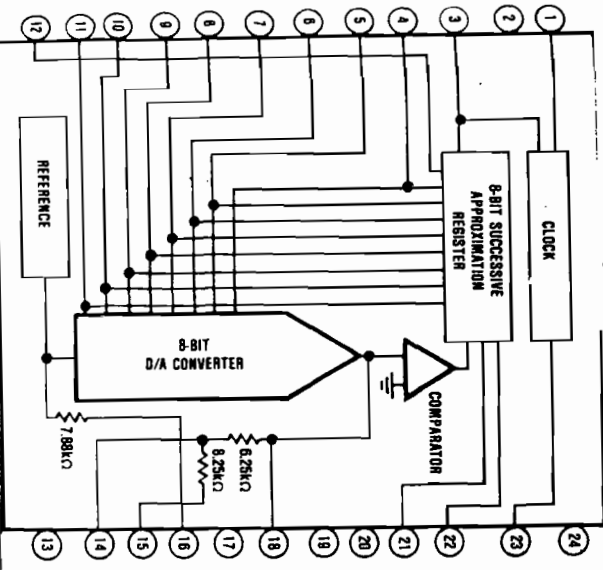 12
11
10
9
8
7
6
5
4
3
2
1
CLOCK
8-BIT SUCCESSIVE
APPROXIMATION
REGISTER
REFERENCE
8-BIT
D/A CONVERTER
COMPARATOR
7.88kΩ
8.25kΩ
6.25kΩ
13
14
15
16
17
18
19
20
21
22
23
24